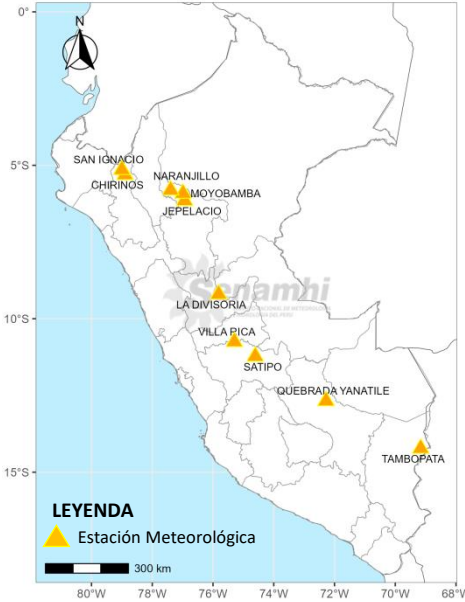 0°
N
SAN IGNACIO
CHIRINOS
NARANJILLO
MOYOBAMBA
JEPELACIO
5°S
Senamhi
LA DIVISORIA
10°S
VILLA PICA
SATIPO
QUEBRADA YANATILE
TAMBOPATA
15°S
LEYENDA
Estación Meteorológica
300 km
80°W 78°W 76°W 74°W 72°W 70°W 68°W